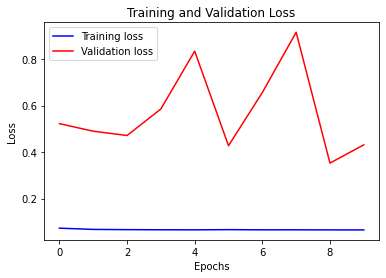 Training and Validation Loss
Training loss
Validation loss
Loss
0.8
0.6
0.4
0.2
0 2 4 6 8
Epochs